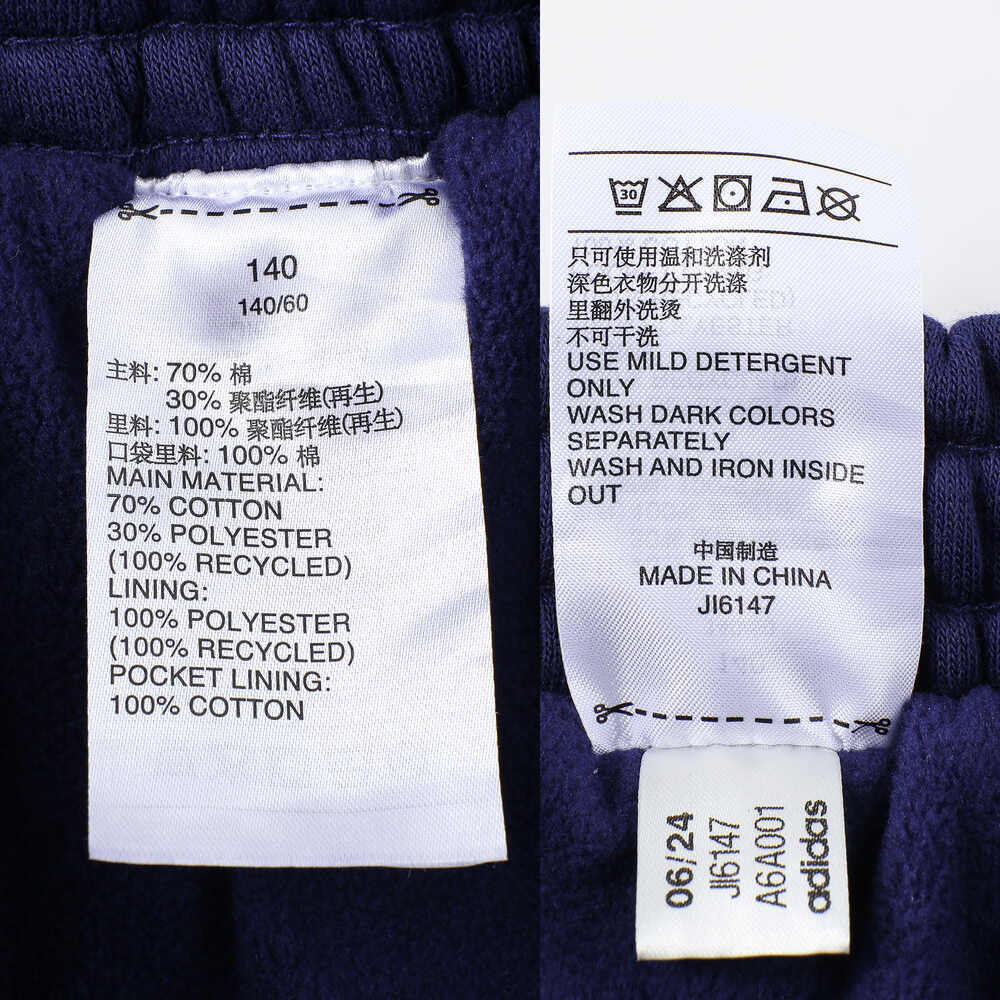 140
140/60
主料: 70% 棉
30% 聚酯纤维(再生)
里料: 100% 聚酯纤维(再生)
口袋里料: 100% 棉
MAIN MATERIAL:
70% COTTON
30% POLYESTER
(100% RECYCLED)
LINING:
100% POLYESTER
(100% RECYCLED)
POCKET LINING:
100% COTTON
30
只可使用温和洗涤剂
深色衣物分开洗涤
里翻外洗烫
不可干洗
USE MILD DETERGENT
ONLY
WASH DARK COLORS
SEPARATELY
WASH AND IRON INSIDE
OUT
中国制造
MADE IN CHINA
JI6147
06/24
JI6147
A6A001
adidas